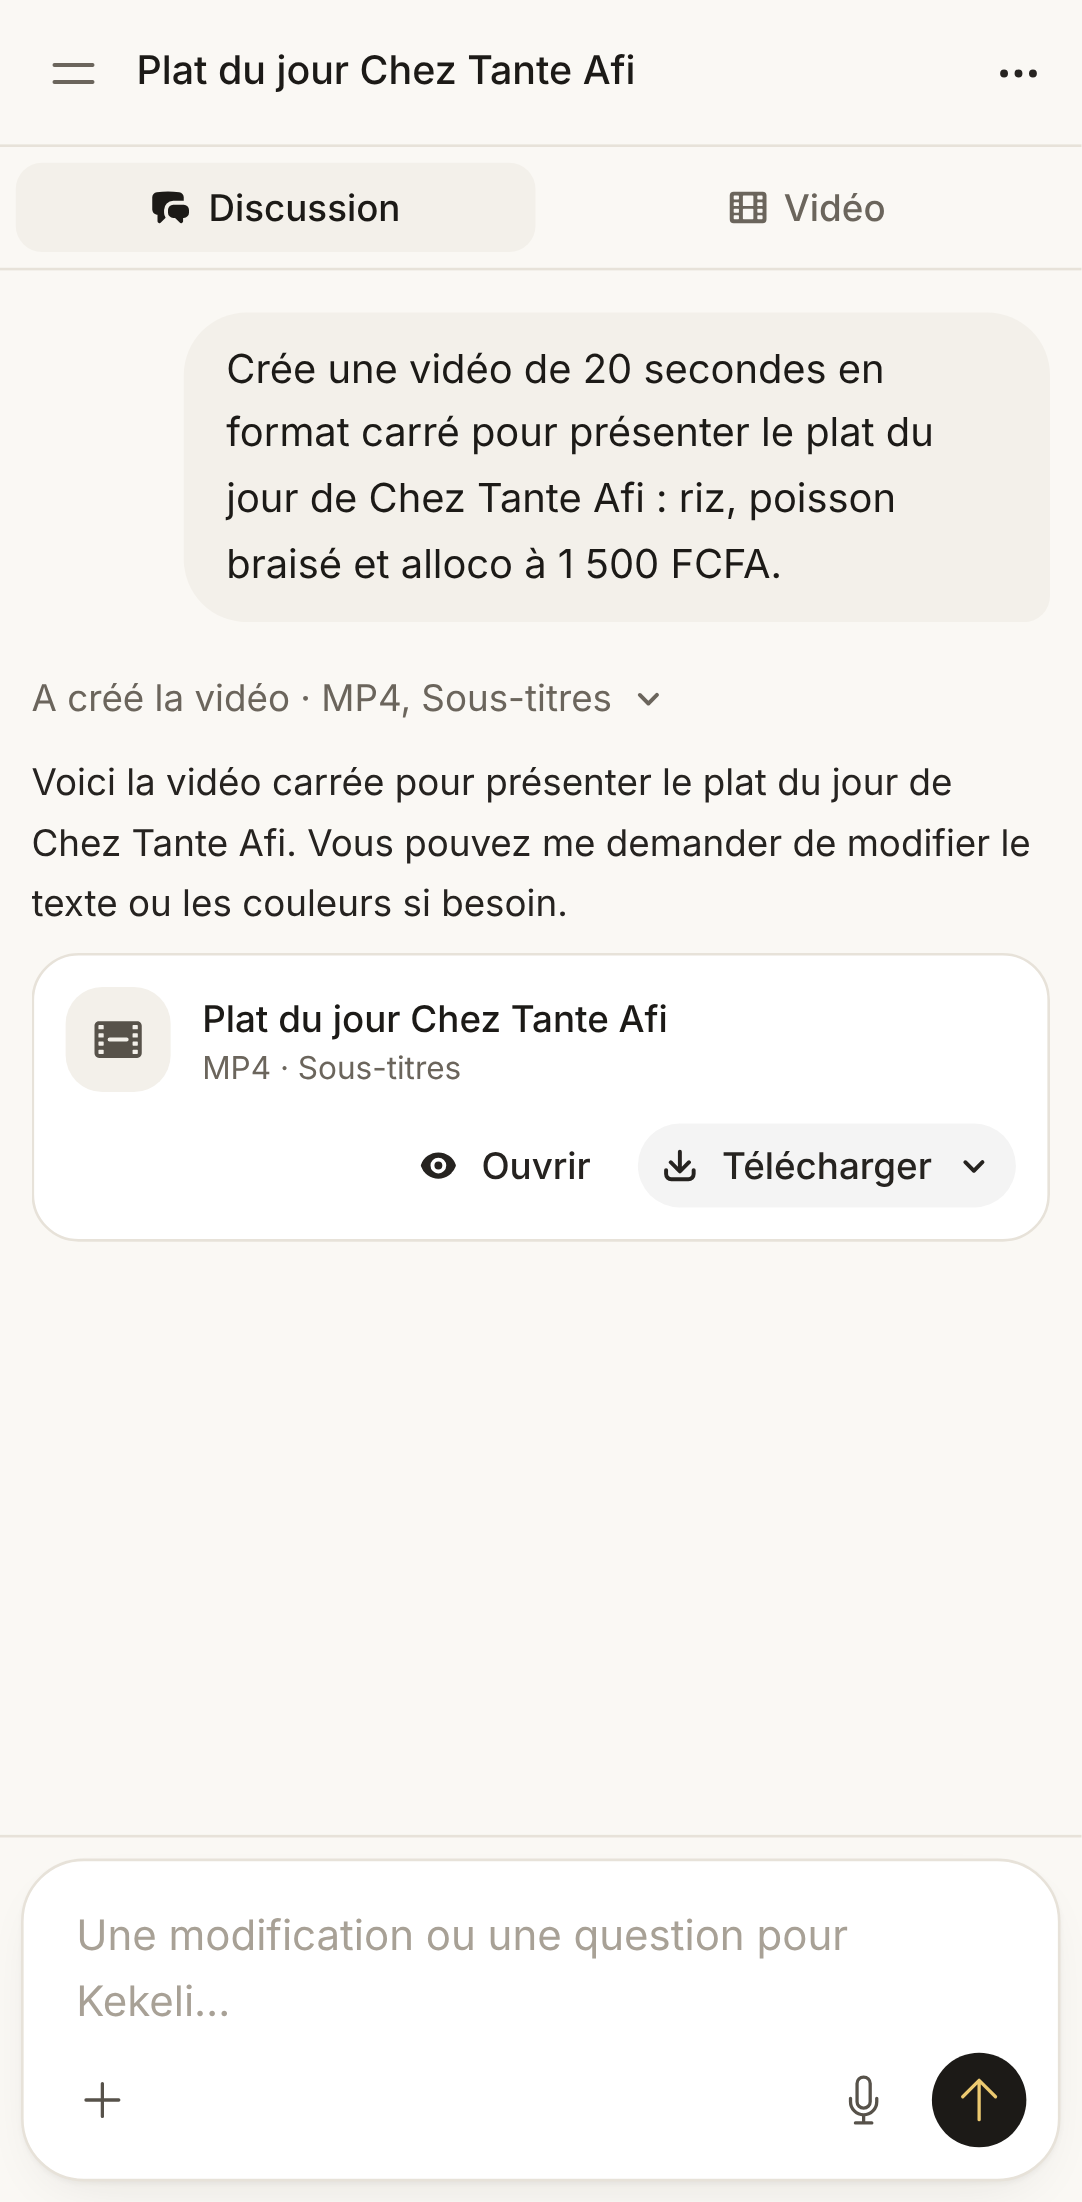 Plat du jour Chez Tante Afi
Discussion
Vidéo
Crée une vidéo de 20 secondes en
format carré pour présenter le plat du
jour de Chez Tante Afi : riz, poisson
braisé et alloco à 1 500 FCFA.
A créé la vidéo · MP4, Sous-titres
Voici la vidéo carrée pour présenter le plat du jour de
Chez Tante Afi. Vous pouvez me demander de modifier le
texte ou les couleurs si besoin.
Plat du jour Chez Tante Afi
MP4 · Sous-titres
Ouvrir
Télécharger
Une modification ou une question pour
Kekeli...